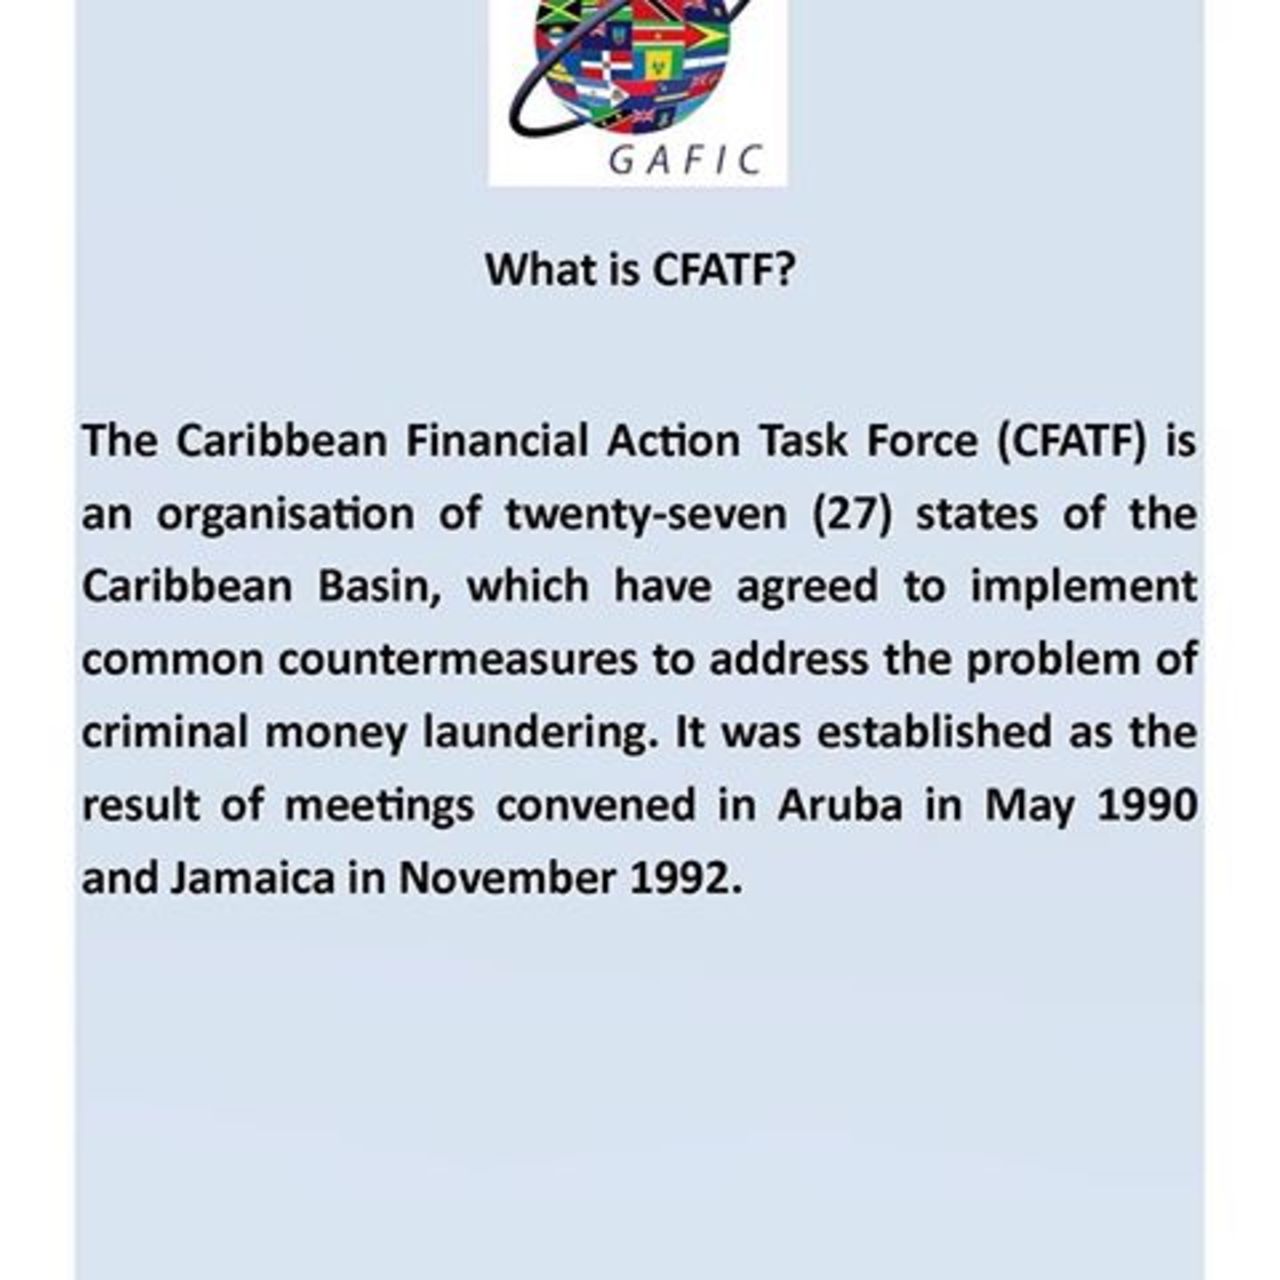 GAFIC
What is CFATF?
The Caribbean Financial Action Task Force (CFATF) is
an organisation of twenty-seven (27) states of the
Caribbean Basin, which have agreed to implement
common countermeasures to address the problem of
criminal money laundering. It was established as the
result of meetings convened in Aruba in May 1990
and Jamaica in November 1992.